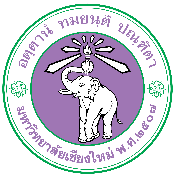 อตฺตานํ ทมยนฺติ ปณฺฑิตา
มหาวิทยาลัยเชียงใหม่ พ.ศ.๒๕๐๗